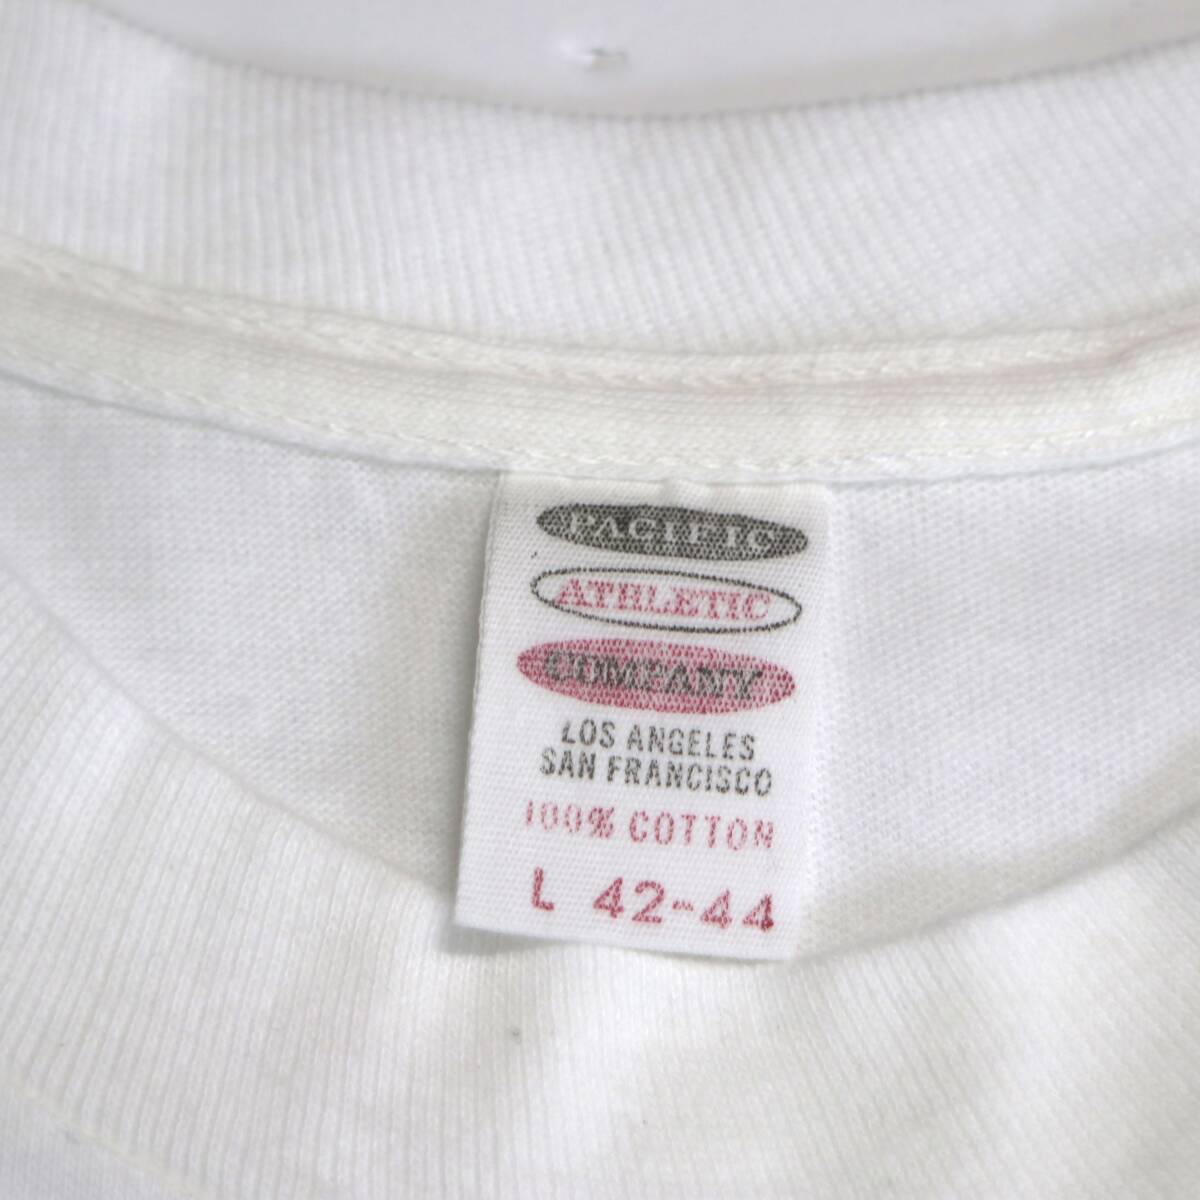 PACIFIC
ATHLETIC
COMPANY
LOS ANGELES
SAN FRANCISCO
100% COTTON
L 42-44